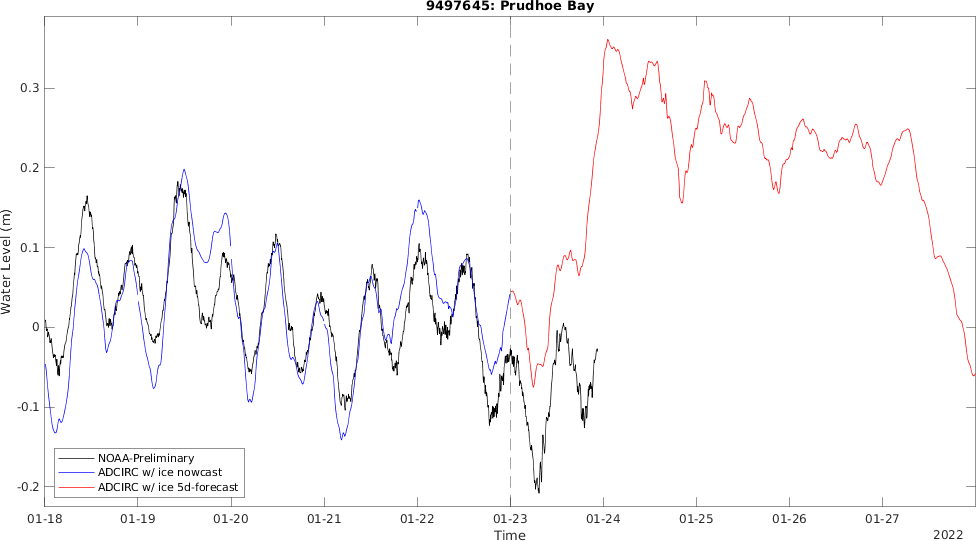 9497645: Prudhoe Bay
Water Level (m)
0.3
0.2
0.1
0
-0.1
-0.2
NOAA-Preliminary
ADCIRC w/ ice nowcast
ADCIRC w/ ice 5d-forecast
01-18 01-19 01-20 01-21 01-22 01-23 01-24 01-25 01-26 01-27
Time
2022